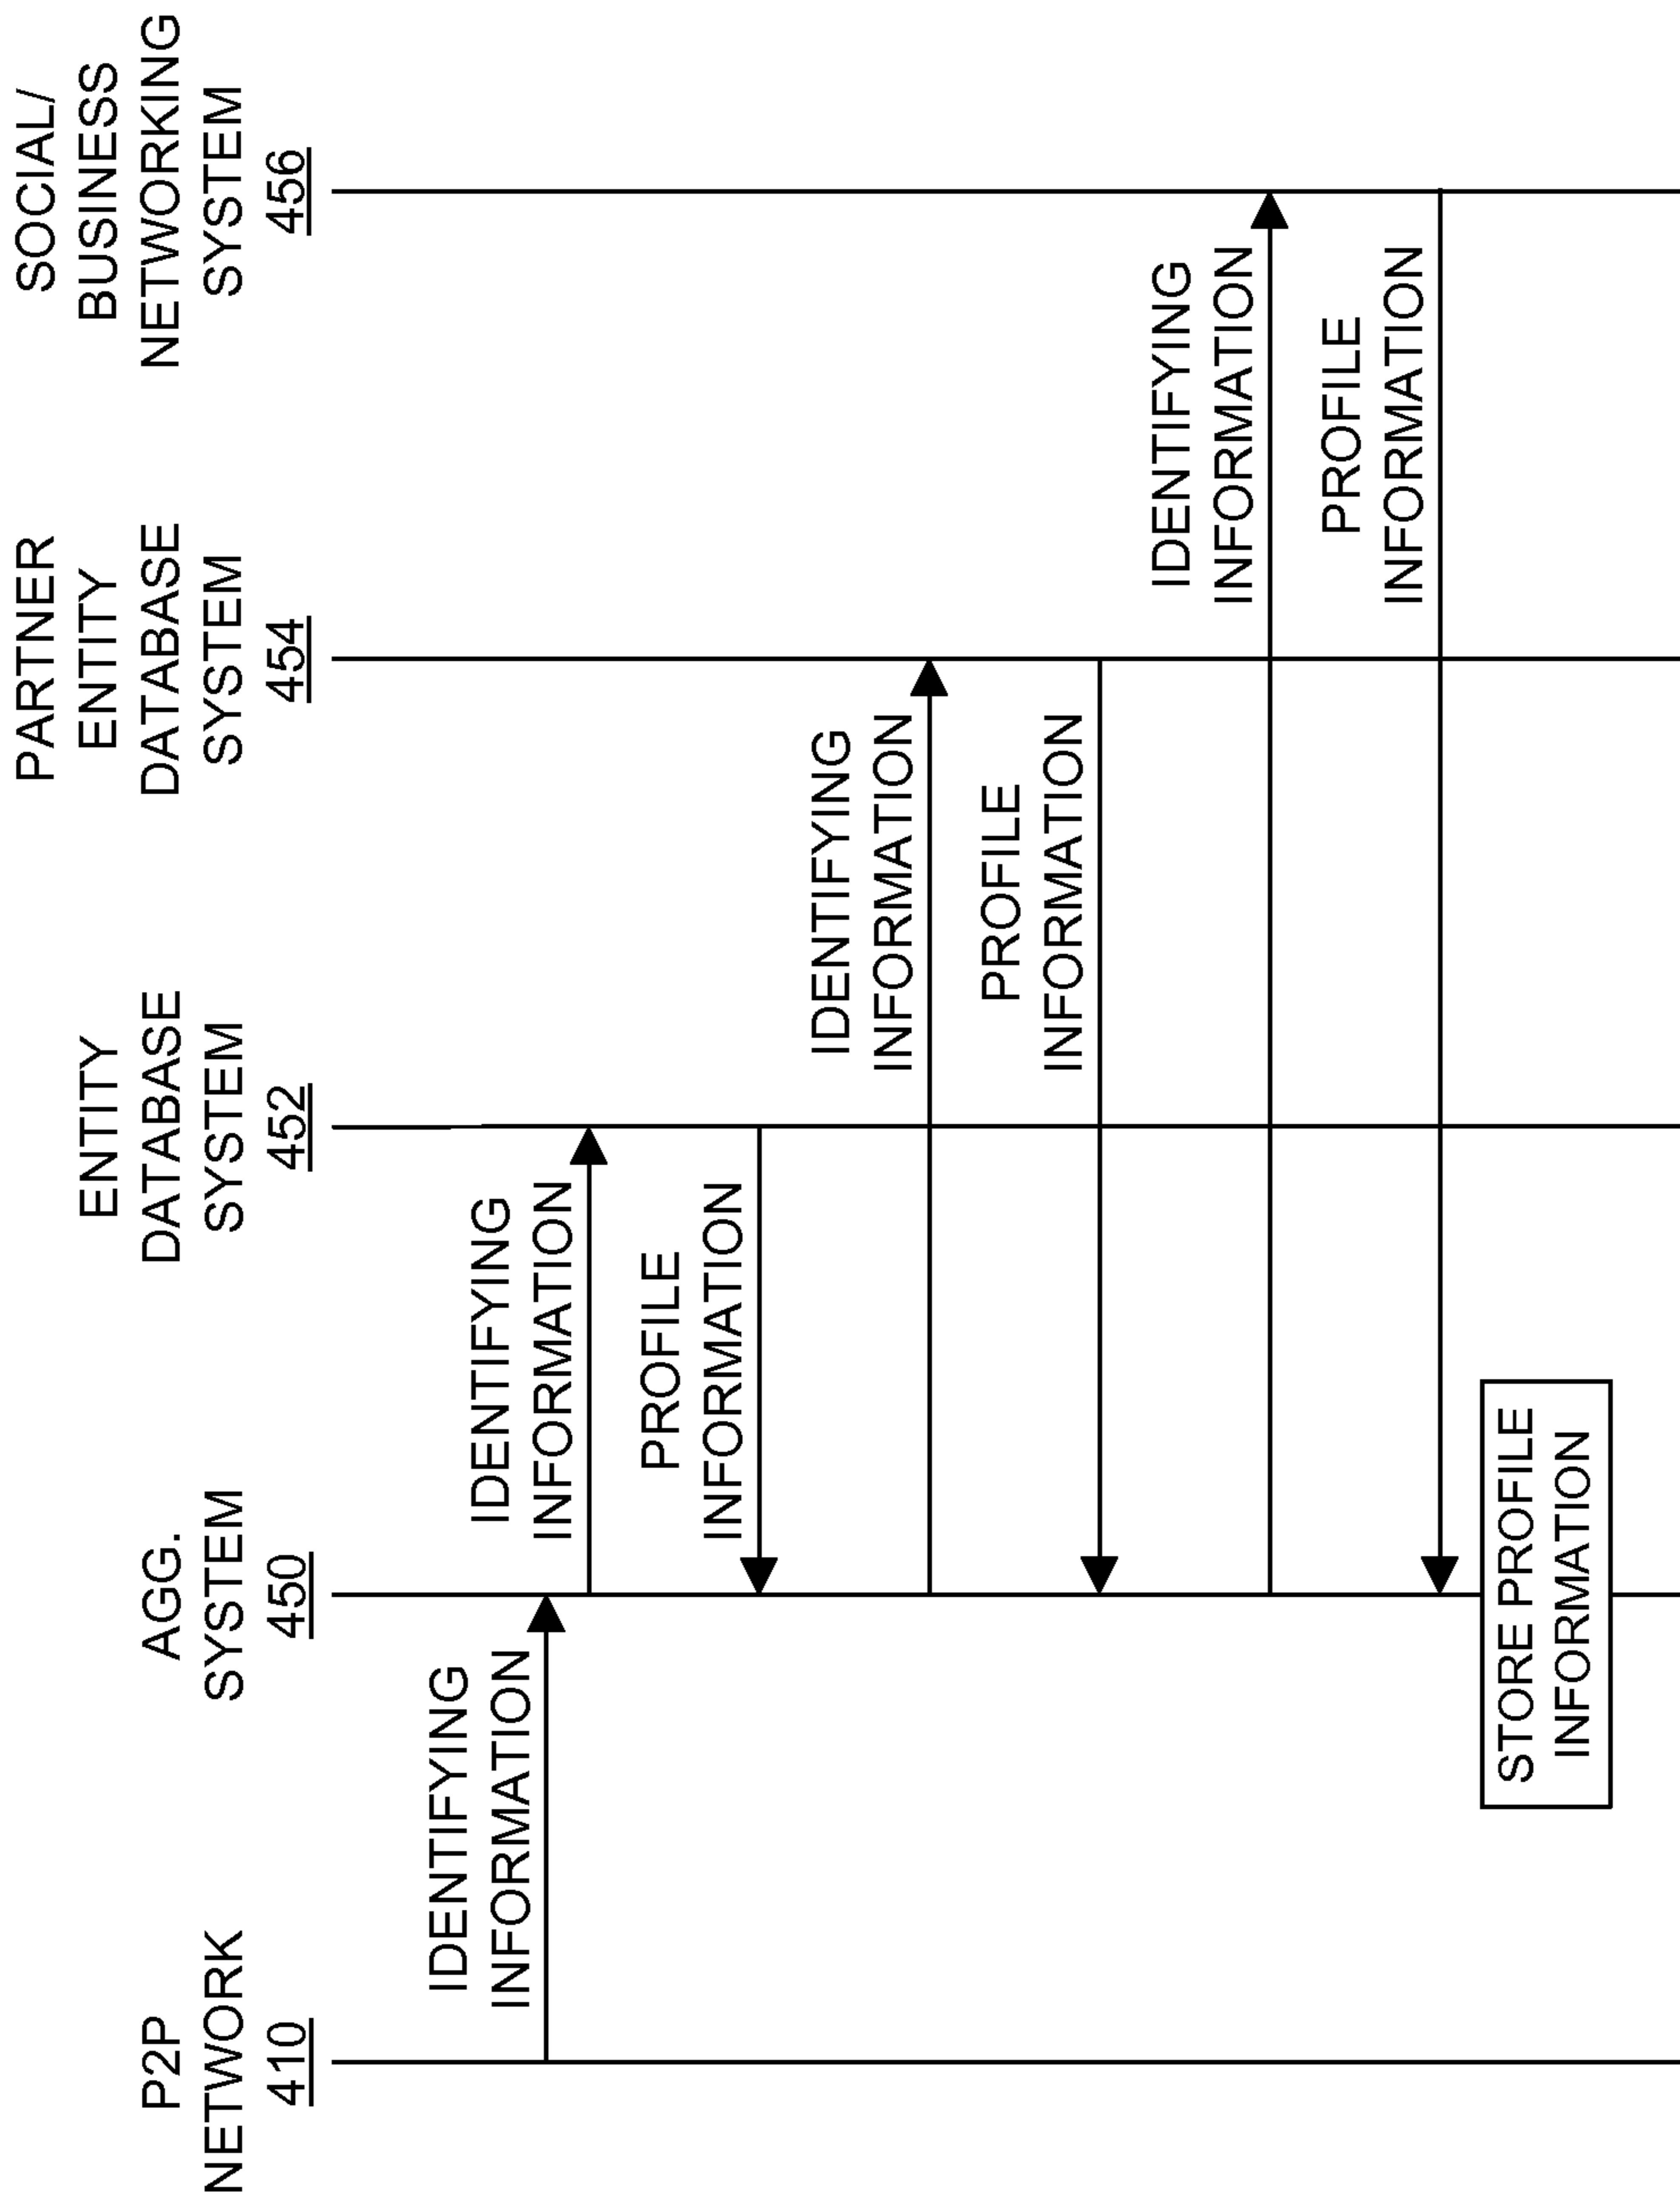 P2P
NETWORK
410
AGG.
SYSTEM
450
ENTITY
DATABASE
SYSTEM
452
PARTNER
ENTITY
DATABASE
SYSTEM
454
SOCIAL/
BUSINESS
NETWORKING
SYSTEM
456
IDENTIFYING
INFORMATION
IDENTIFYING
INFORMATION
PROFILE
INFORMATION
IDENTIFYING
INFORMATION
PROFILE
INFORMATION
IDENTIFYING
INFORMATION
PROFILE
INFORMATION
STORE PROFILE
INFORMATION